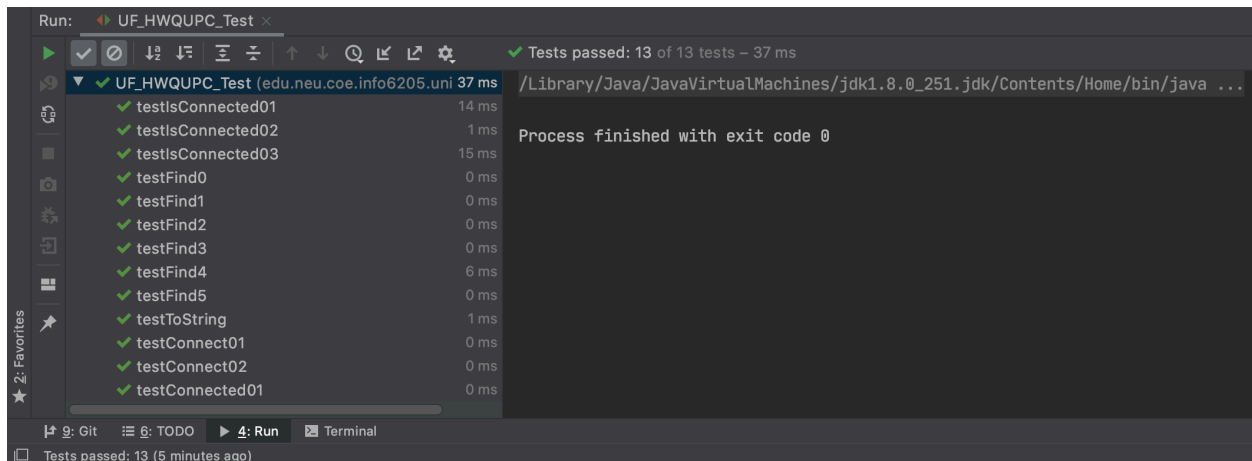 Run: UF_HWQUPC_Test
Tests passed: 13 of 13 tests – 37 ms
UF_HWQUPC_Test (edu.neu.coe.info6205.uni 37 ms
testIsConnected01 14 ms
testIsConnected02 1 ms
testIsConnected03 15 ms
testFind0 0 ms
testFind1 0 ms
testFind2 0 ms
testFind3 0 ms
testFind4 6 ms
testFind5 0 ms
testToString 1 ms
testConnect01 0 ms
testConnect02 0 ms
testConnected01 0 ms
/Library/Java/JavaVirtualMachines/jdk1.8.0_251.jdk/Contents/Home/bin/java ...
Process finished with exit code 0
2: Favorites
9: Git 6: TODO 4: Run Terminal
Tests passed: 13 (5 minutes ago)